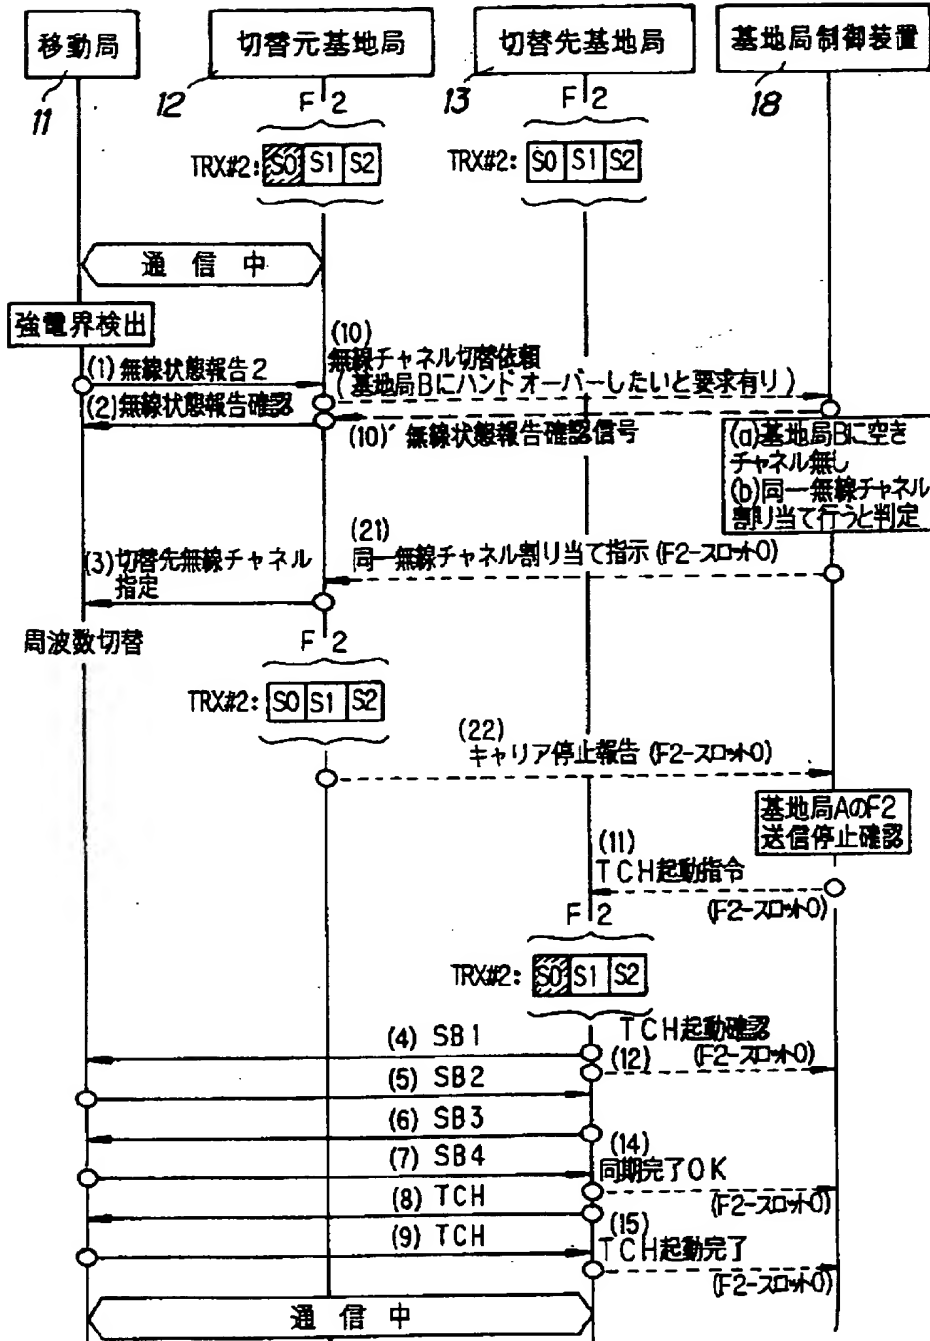 移動局
切替元基地局
切替先基地局
基地局制御装置
11
12
13
18
F2
F2
TRX#2: S0 S1 S2
TRX#2: S0 S1 S2
通信中
強電界検出
(10)
無線チャネル切替依頼
(1)無線状態報告2
(基地局BにハンドオーバーしたいとF要求有り)
(2)無線状態報告確認
(10)´無線状態報告確認信号
(a)基地局Bに空き
チャネル無し
(b)同一無線チャネル
割り当て行うと判定
(21)
同一無線チャネル割り当て指示(F2-スロット0)
(3)切替先無線チャネル
指定
周波数切替
F2
TRX#2: S0 S1 S2
(22)
キャリア停止報告(F2-スロット0)
基地局AのF2
送信停止確認
(11)
TCH起動指令
(F2-スロット0)
F2
TRX#2: S0 S1 S2
TCH起動確認
(4) SB1
(12)
(F2-スロット0)
(5) SB2
(6) SB3
(14)
(7) SB4
同期完了OK
(F2-スロット0)
(8) TCH
(15)
(9) TCH
TCH起動完了
(F2-スロット0)
通信中